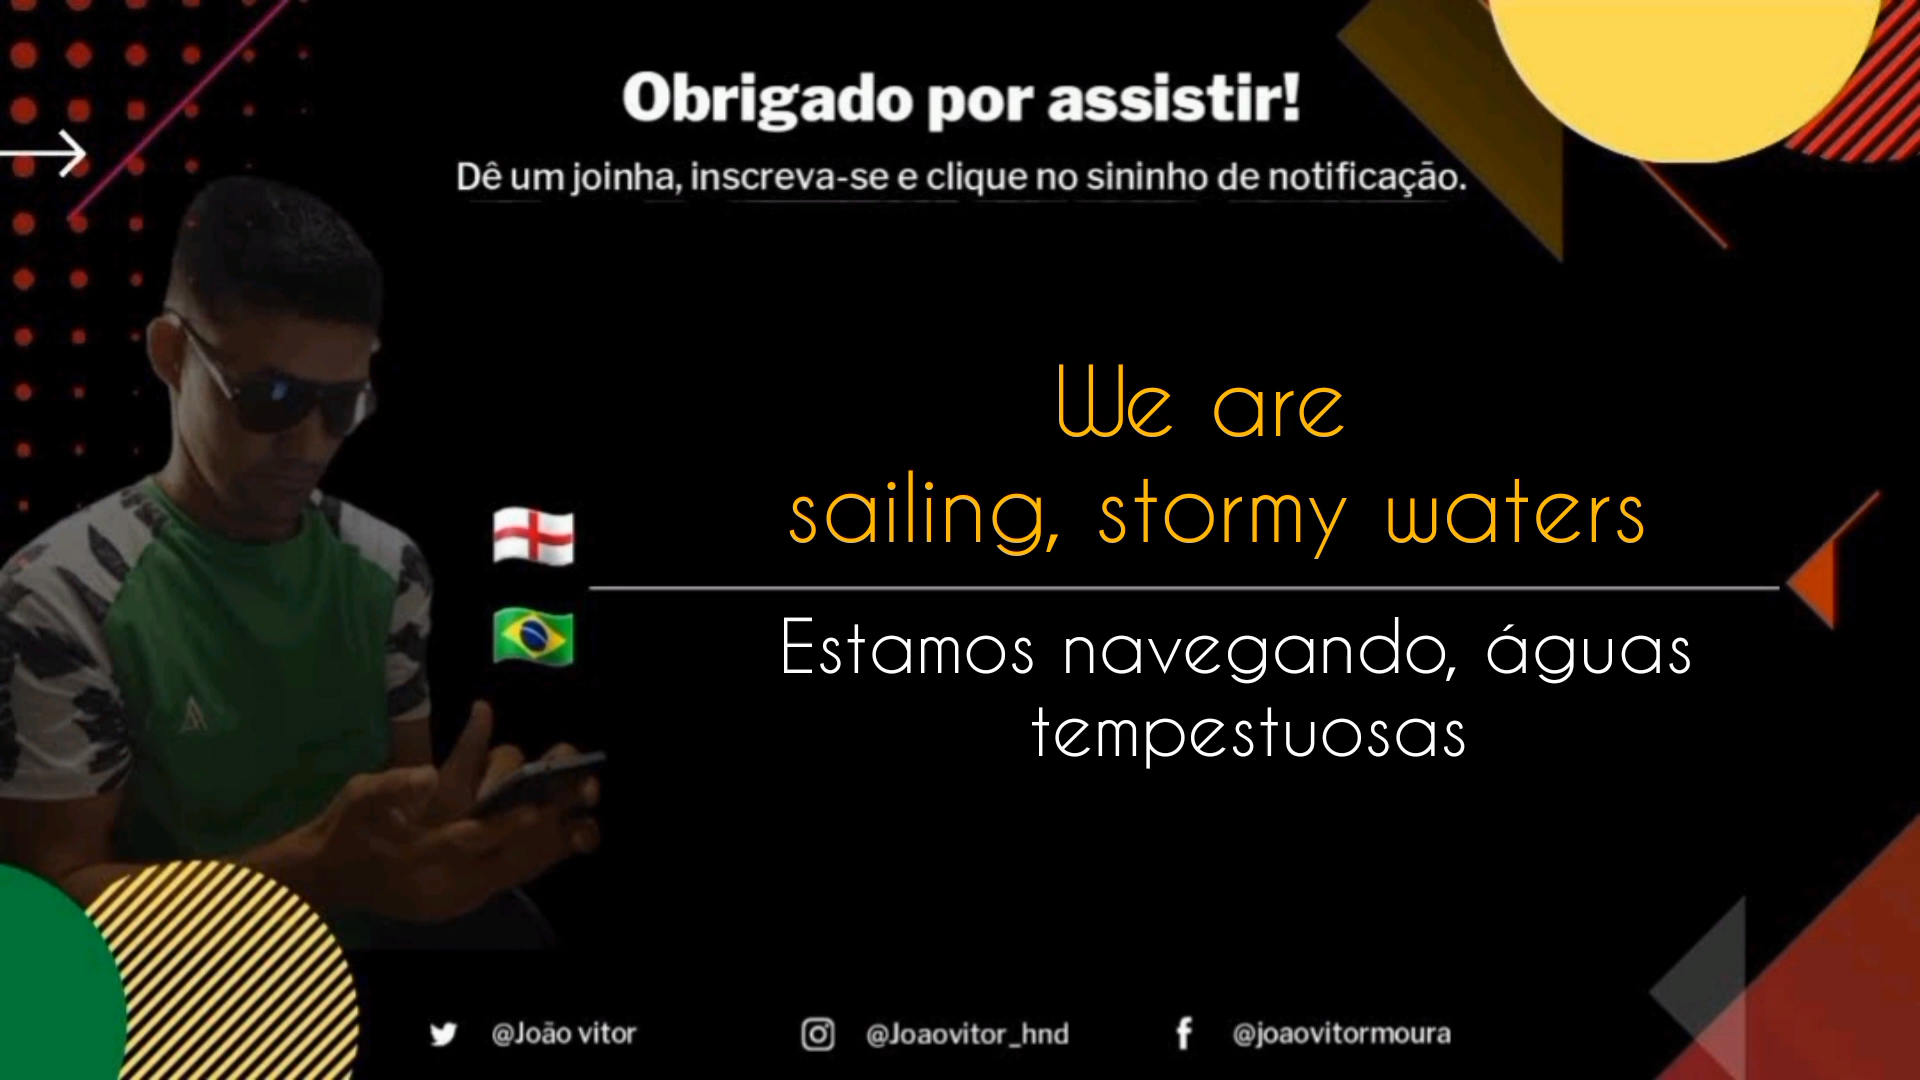 Obrigado por assistir!
Dê um joinha, inscreva-se e clique no sininho de notificação.
We are
sailing, stormy waters
Estamos navegando, águas
tempestuosas
@João vitor
@Joaovitor_hnd
@joaovitormoura